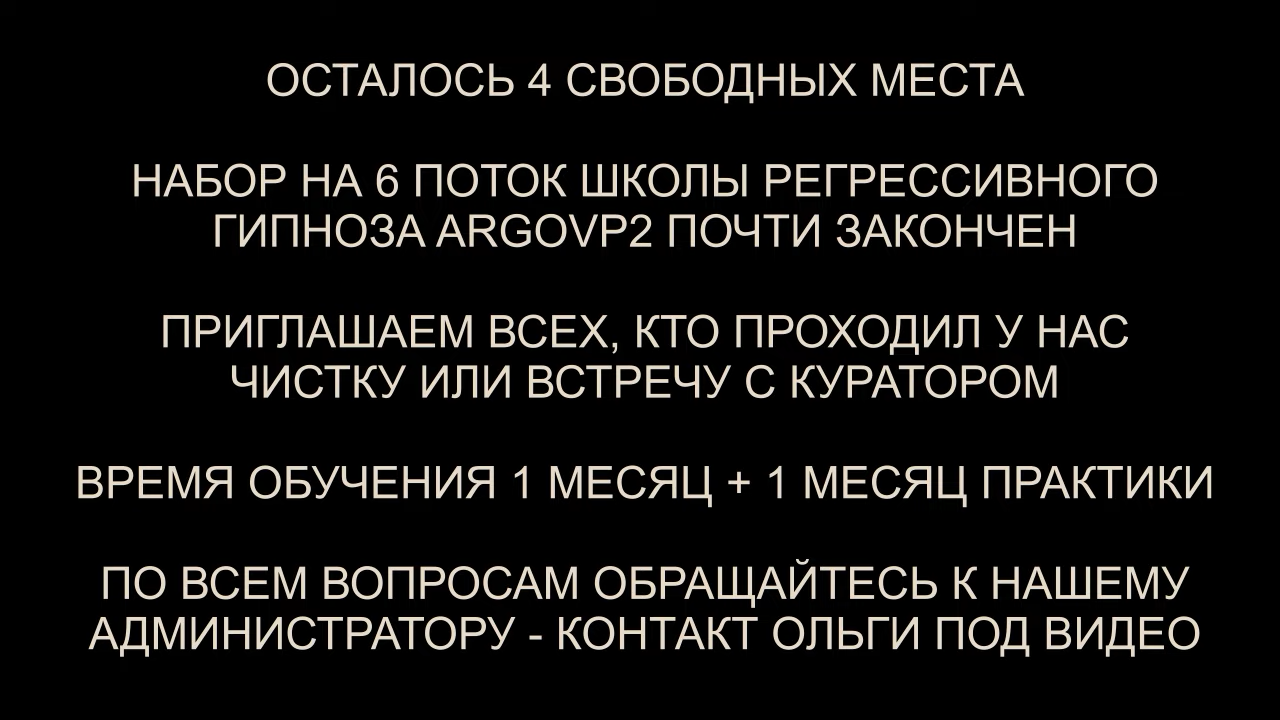 ОСТАЛОСЬ 4 СВОБОДНЫХ МЕСТА
НАБОР НА 6 ПОТОК ШКОЛЫ РЕГРЕССИВНОГО
ГИПНОЗА ARGOVP2 ПОЧТИ ЗАКОНЧЕН
ПРИГЛАШАЕМ ВСЕХ, КТО ПРОХОДИЛ У НАС
ЧИСТКУ ИЛИ ВСТРЕЧУ С КУРАТОРОМ
ВРЕМЯ ОБУЧЕНИЯ 1 МЕСЯЦ + 1 МЕСЯЦ ПРАКТИКИ
ПО ВСЕМ ВОПРОСАМ ОБРАЩАЙТЕСЬ К НАШЕМУ
АДМИНИСТРАТОРУ - КОНТАКТ ОЛЬГИ ПОД ВИДЕО